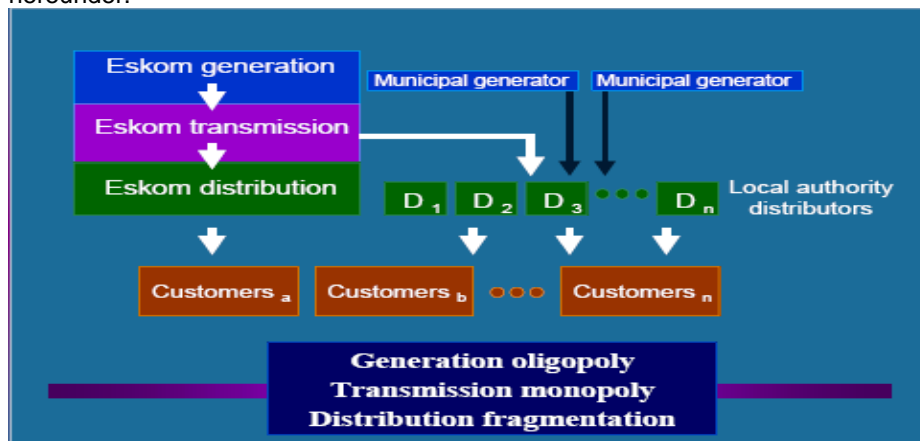 hereunder.
Eskom generation
Municipal generator Municipal generator
Eskom transmission
Eskom distribution
D 1 D 2 D 3 D n
Local authority
distributors
Customers a Customers b Customers n
Generation oligopoly
Transmission monopoly
Distribution fragmentation